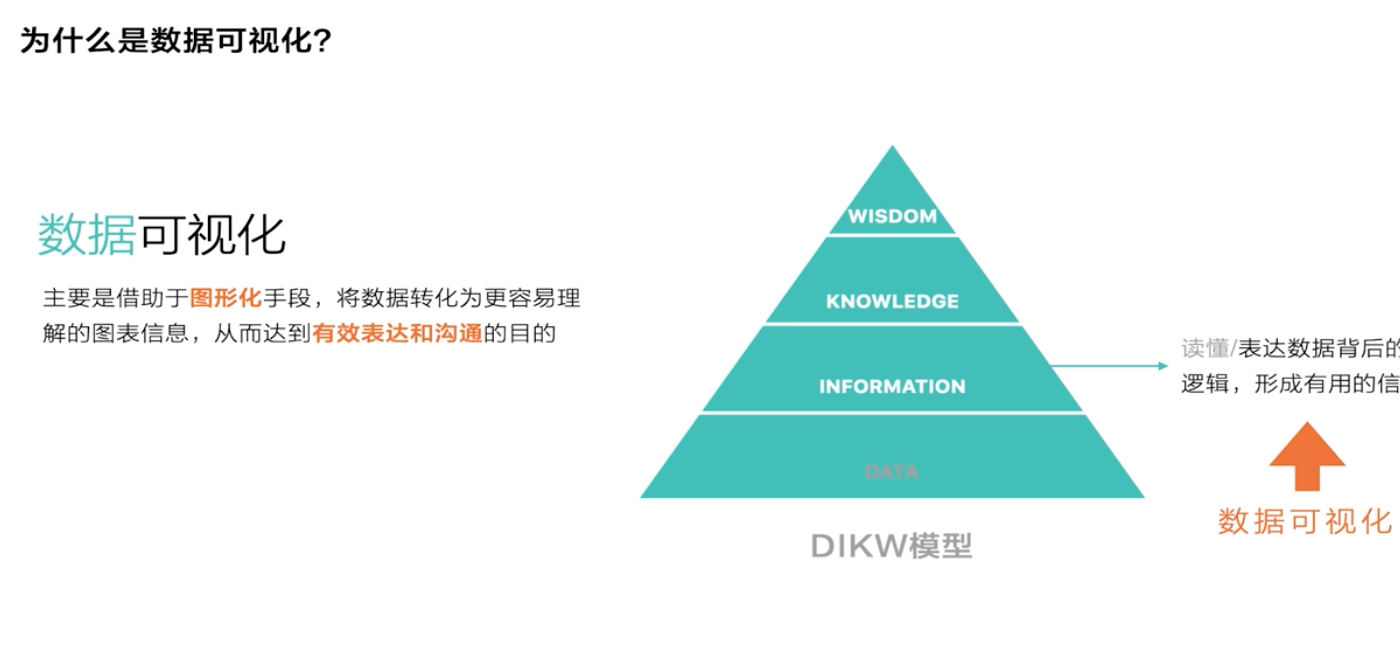 为什么是数据可视化?
数据可视化
主要是借助于图形化手段，将数据转化为更容易理
解的图表信息，从而达到有效表达和沟通的目的
WISDOM
KNOWLEDGE
INFORMATION
DATA
DIKW模型
读懂/表达数据背后的
逻辑，形成有用的信
数据可视化